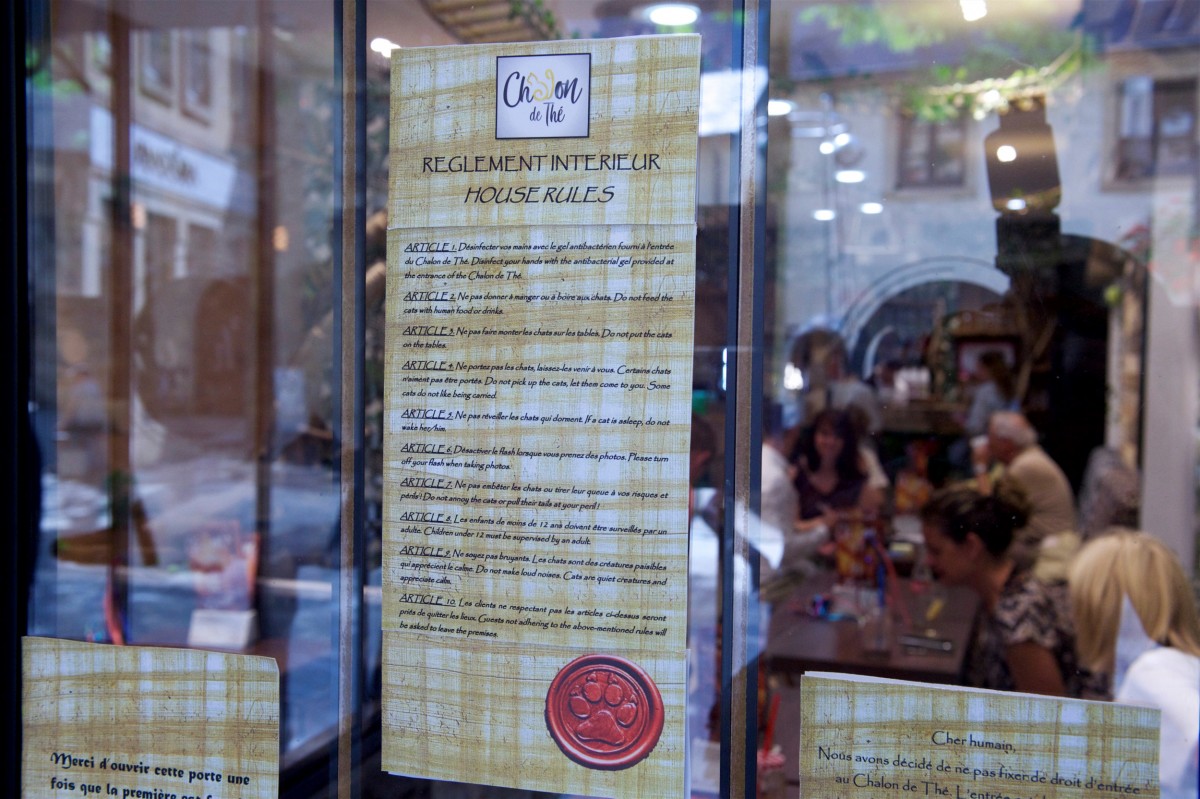 Chalon
de Thé
REGLEMENT INTERIEUR
HOUSE RULES
ARTICLE 1. Désinfecter vos mains avec le gel antibactérien fourni à l'entrée
du Chalon de Thé. Disinfect your hands with the antibacterial gel provided at
the entrance of the Chalon de Thé.
ARTICLE 2. Ne pas donner à manger ou à boire aux chats. Do not feed the
cats with human food or drinks.
ARTICLE 3. Ne pas faire monter les chats sur les tables. Do not put the cats
on the tables.
ARTICLE 4. Ne portez pas les chats, laissez-les venir à vous. Certains chats
n'aiment pas être portés. Do not pick up the cats, let them come to you. Some
cats do not like being carried.
ARTICLE 5. Ne pas réveiller les chats qui dorment. If a cat is asleep, do not
wake her/him.
ARTICLE 6. Désactiver le flash lorsque vous prenez des photos. Please turn
off your flash when taking photos.
ARTICLE 7. Ne pas embêter les chats ou tirer leur queue à vos risques et
périls ! Do not annoy the cats or pull their tails at your peril !
ARTICLE 8. Les enfants de moins de 12 ans doivent être surveillés par un
adulte. Children under 12 must be supervised by an adult.
ARTICLE 9. Ne soyez pas bruyants. Les chats sont des créatures paisibles
qui apprécient le calme. Do not make loud noises. Cats are quiet creatures and
appreciate calm.
ARTICLE 10. Les clients ne respectant pas les articles ci-dessus seront
priés de quitter les lieux. Guests not adhering to the above-mentioned rules will
be asked to leave the premises.
Merci d'ouvrir cette porte une
fois que la première est
Cher humain,
Nous avons décidé de ne pas fixer de droit d'entrée
au Chalon de Thé. L'entrée